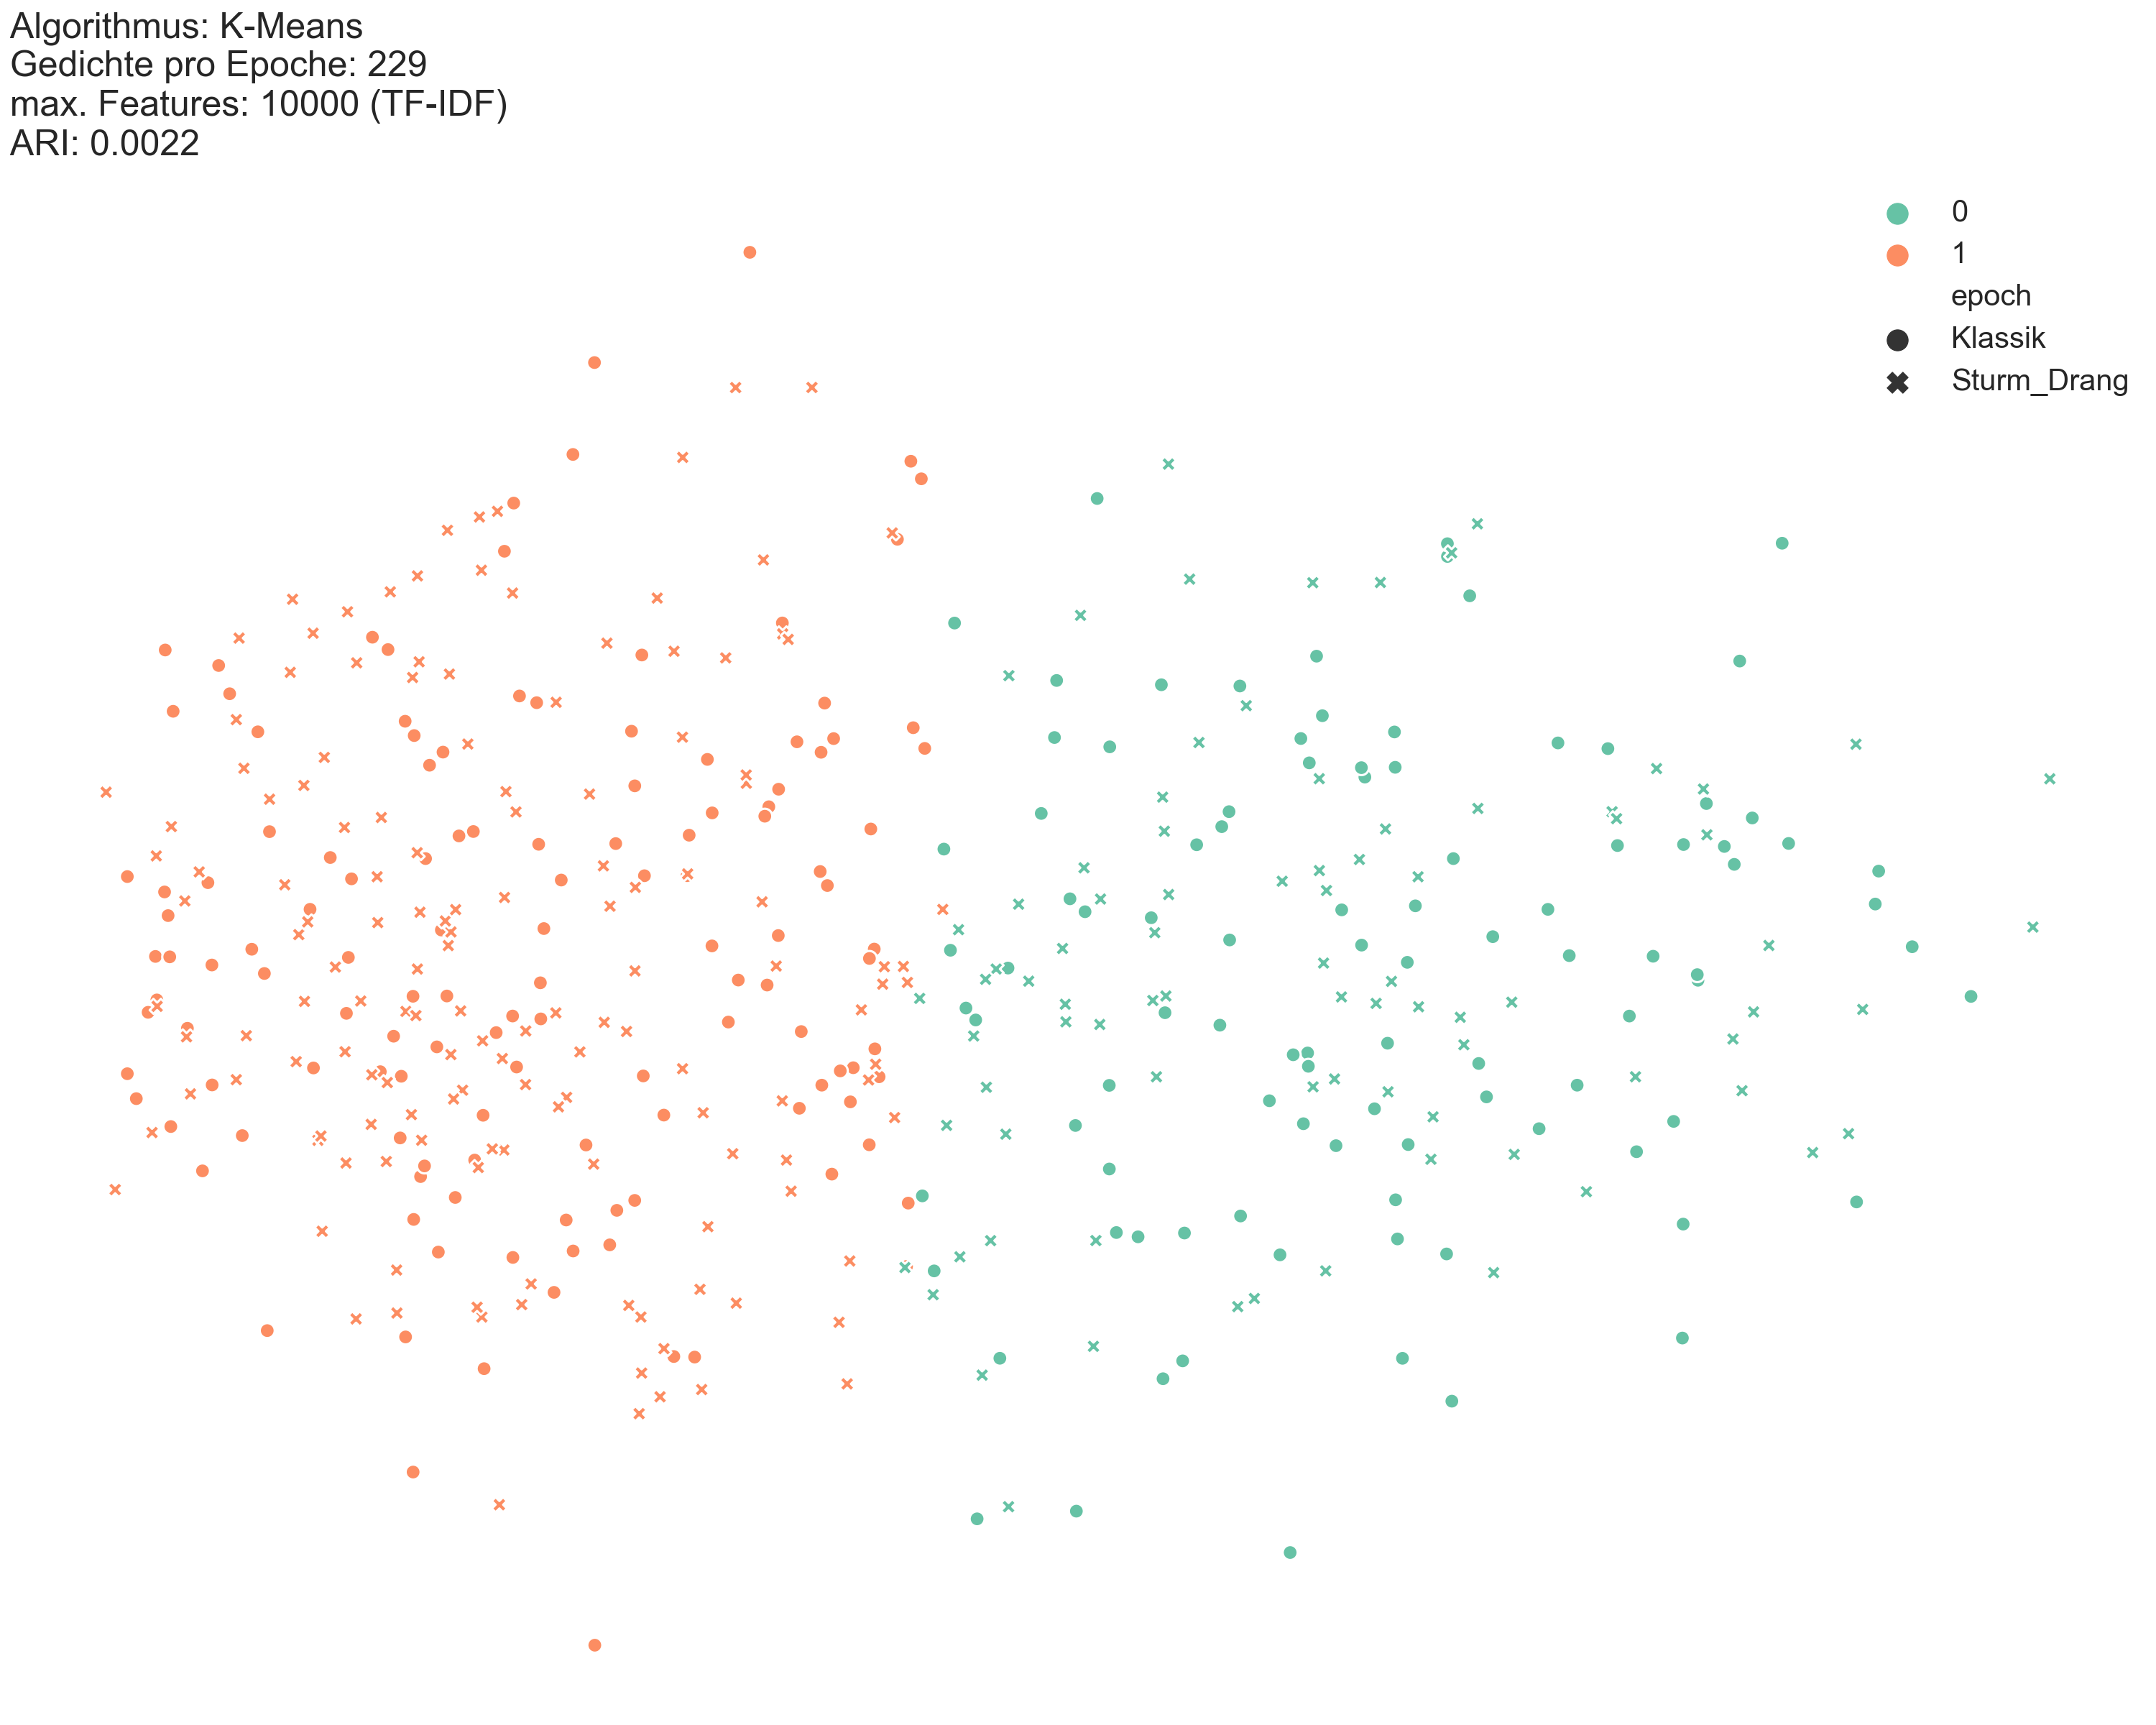 Algorithmus: K-Means
Gedichte pro Epoche: 229
max. Features: 10000 (TF-IDF)
ARI: 0.0022
0
1
epoch
Klassik
Sturm_Drang